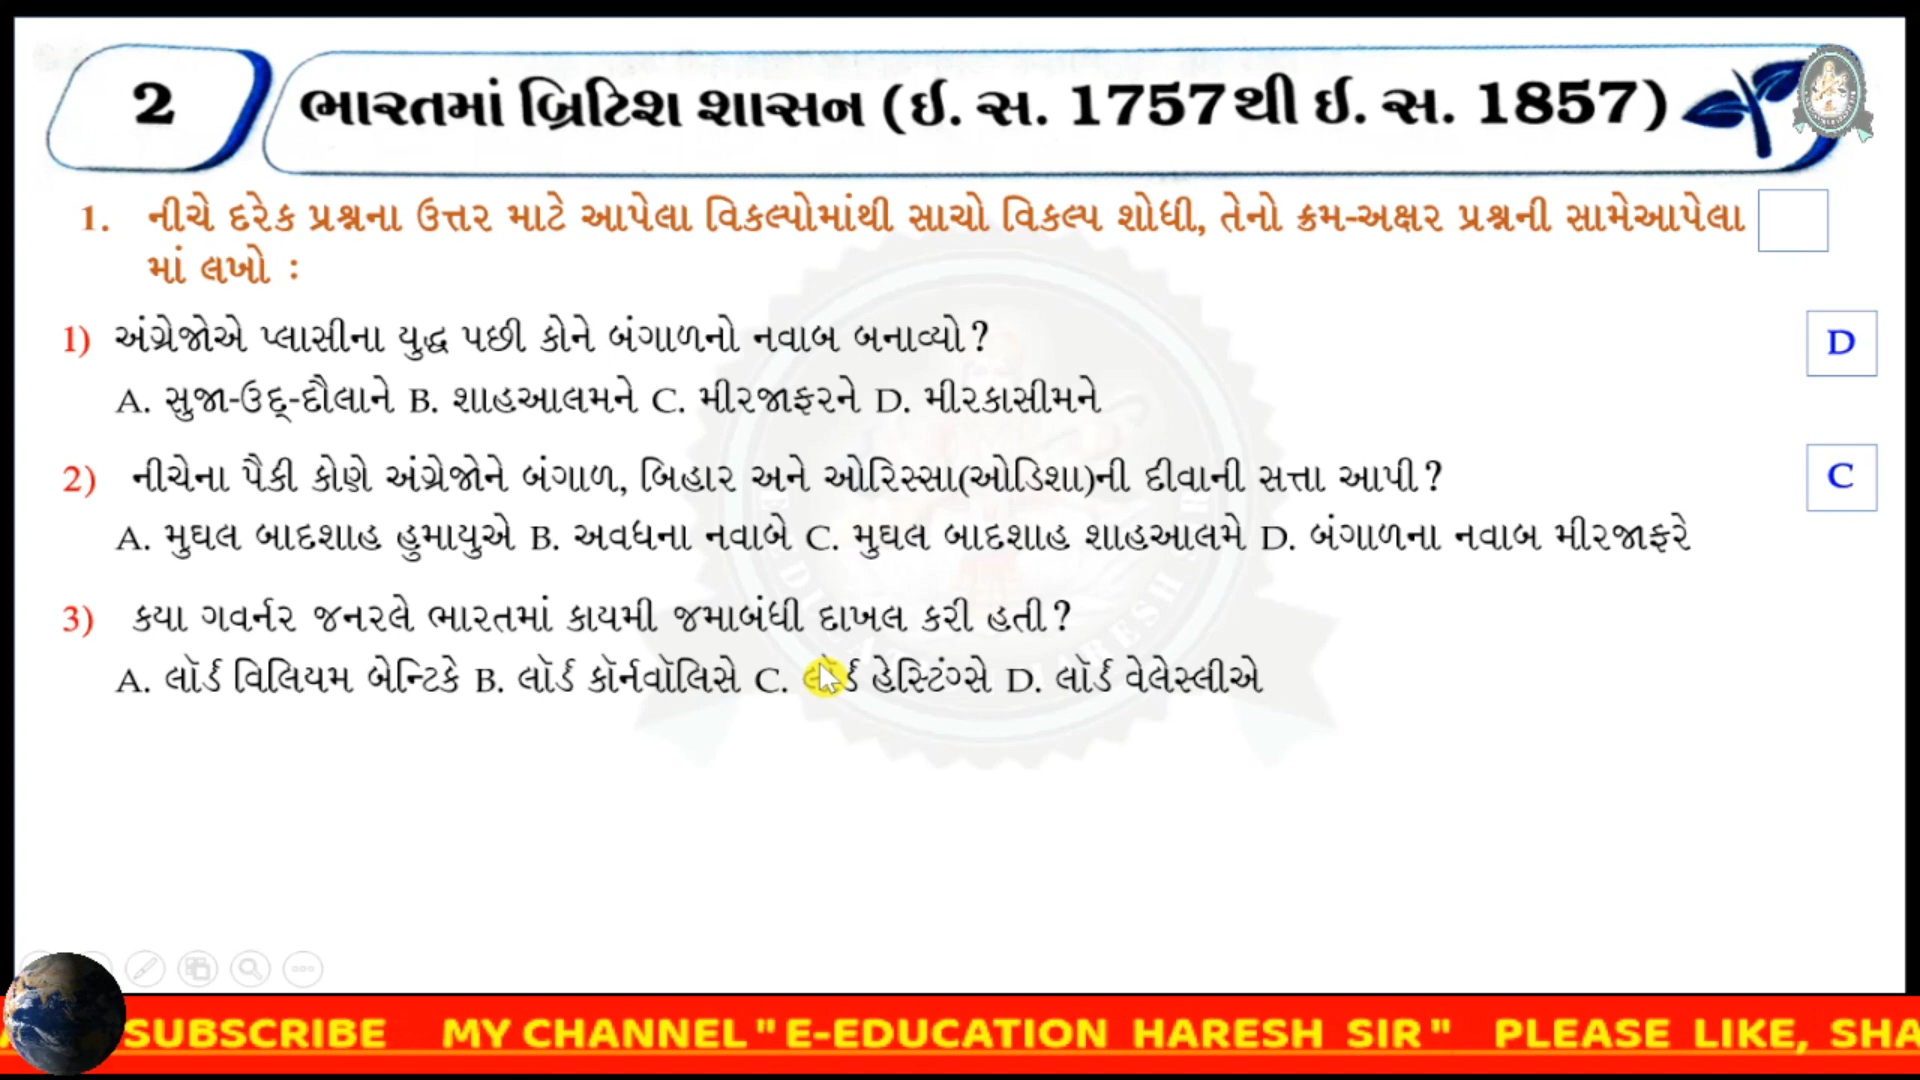 2
ભારતમાં બ્રિટિશ શાસન (ઇ. સ. 1757થી ઇ. સ. 1857)
1. નીચે દરેક પ્રશ્નના ઉત્તર માટે આપેલા વિકલ્પોમાંથી સાચો વિકલ્પ શોધી, તેનો ક્રમ-અક્ષર પ્રશ્નની સામેઆપેલા
માં લખો :
1) અંગ્રેજોએ પ્લાસીના યુદ્ધ પછી કોને બંગાળનો નવાબ બનાવ્યો? D
A. સુજા-ઉદ્-દૌલાને B. શાહઆલમને C. મીરજાફરને D. મીરકાસીમને
2) નીચેના પૈકી કોણે અંગ્રેજોને બંગાળ, બિહાર અને ઓરિસ્સા(ઓડિશા)ની દીવાની સત્તા આપી? C
A. મુઘલ બાદશાહ હુમાયુએ B. અવધના નવાબે C. મુઘલ બાદશાહ શાહઆલમે D. બંગાળના નવાબ મીરજાફરે
3) કયા ગવર્નર જનરલે ભારતમાં કાયમી જમાબંધી દાખલ કરી હતી?
A. લૉર્ડ વિલિયમ બેન્ટિકે B. લૉર્ડ કૉર્નવૉલિસે C. લૉર્ડ હેસ્ટિંગ્સે D. લૉર્ડ વેલેસ્લીએ
SUBSCRIBE MY CHANNEL "E-EDUCATION HARESH SIR" PLEASE LIKE, SHA